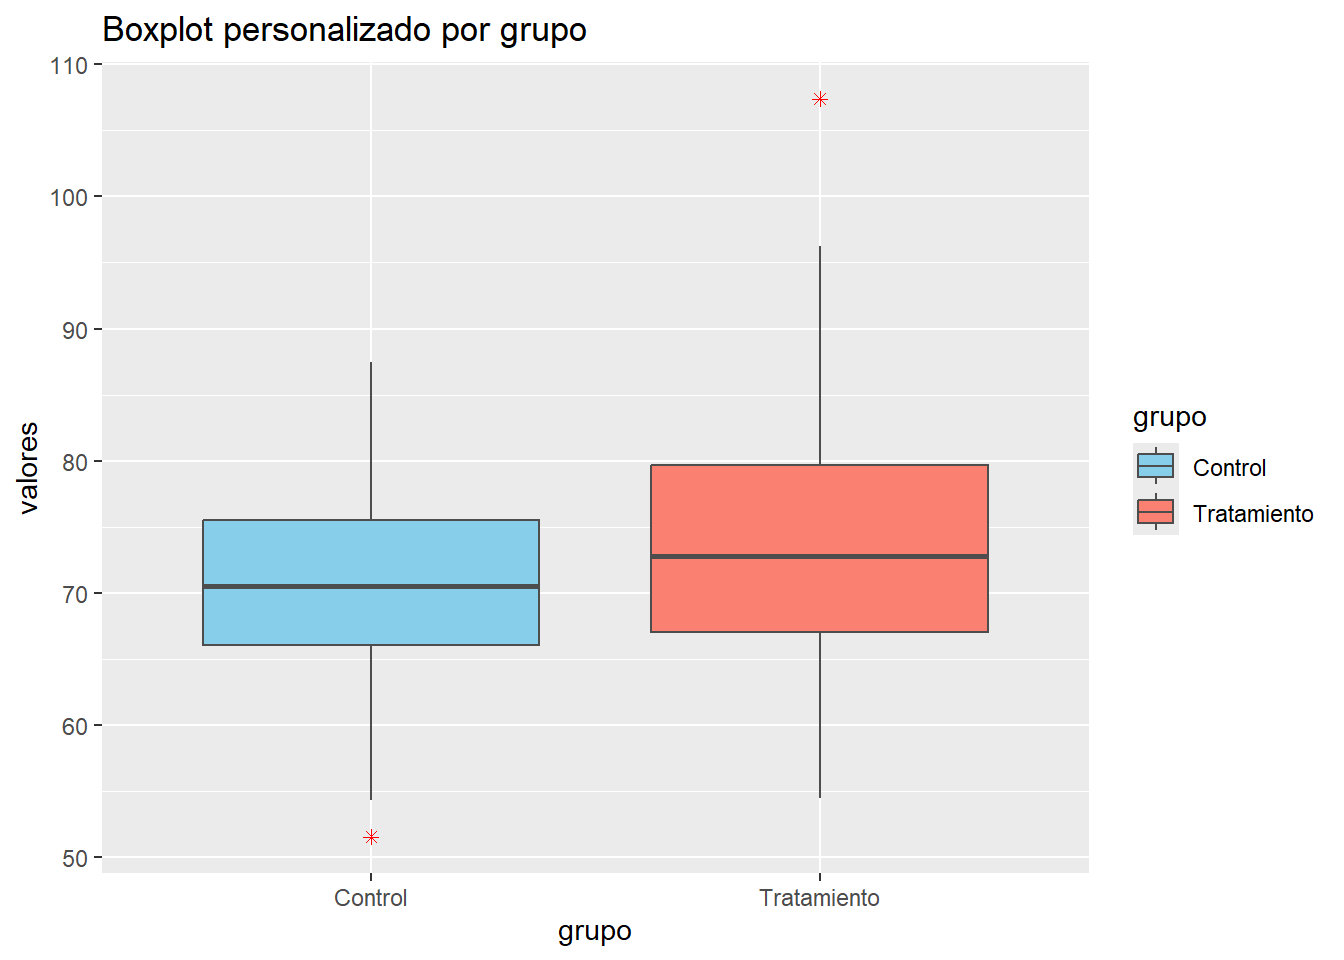 Boxplot personalizado por grupo
110
100
90
80
70
60
50
valores
Control
Tratamiento
grupo
grupo
Control
Tratamiento